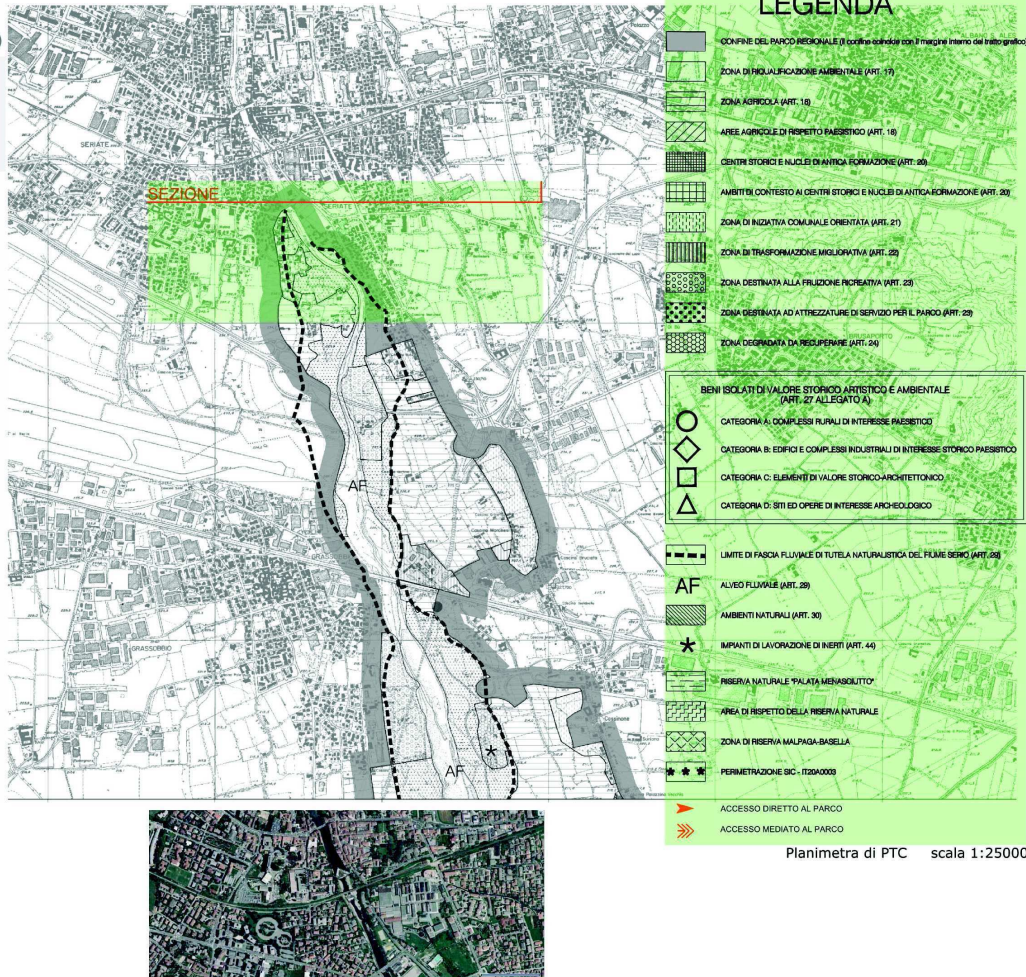 LEGENDA
CONFINE DEL PARCO REGIONALE (il confine coincide con il margine interno del tratto grafico)
ZONA DI RIQUALIFICAZIONE AMBIENTALE (ART. 17)
ZONA AGRICOLA (ART. 18)
AREE AGRICOLE DI RISPETTO PAESISTICO (ART. 18)
CENTRI STORICI E NUCLEI DI ANTICA FORMAZIONE (ART. 20)
AMBITI DI CONTESTO AI CENTRI STORICI E NUCLEI DI ANTICA FORMAZIONE (ART. 20)
ZONA DI INIZIATIVA COMUNALE ORIENTATA (ART. 21)
ZONA DI TRASFORMAZIONE MIGLIORATIVA (ART. 22)
ZONA DESTINATA ALLA FRUIZIONE RICREATIVA (ART. 23)
ZONA DESTINATA AD ATTREZZATURE DI SERVIZIO PER IL PARCO (ART. 23)
ZONA DEGRADATA DA RECUPERARE (ART. 24)
BENI ISOLATI DI VALORE STORICO ARTISTICO E AMBIENTALE
(ART. 27 ALLEGATO A)
CATEGORIA A: COMPLESSI RURALI DI INTERESSE PAESISTICO
CATEGORIA B: EDIFICI E COMPLESSI INDUSTRIALI DI INTERESSE STORICO PAESISTICO
CATEGORIA C: ELEMENTI DI VALORE STORICO-ARCHITETTONICO
CATEGORIA D: SITI ED OPERE DI INTERESSE ARCHEOLOGICO
LIMITE DI FASCIA FLUVIALE DI TUTELA NATURALISTICA DEL FIUME SERIO (ART. 29)
AF ALVEO FLUVIALE (ART. 29)
AMBIENTI NATURALI (ART. 30)
IMPIANTI DI LAVORAZIONE DI INERTI (ART. 44)
RISERVA NATURALE "PALATA MENASCIUTTO"
AREA DI RISPETTO DELLA RISERVA NATURALE
ZONA DI RISERVA MALPAGA-BASELLA
PERIMETRAZIONE SIC - IT20A0003
ACCESSO DIRETTO AL PARCO
ACCESSO MEDIATO AL PARCO
Planimetra di PTC scala 1:25000
SERIATE
SEZIONE
SERIATE
AF
GRASSOBBIO
AF